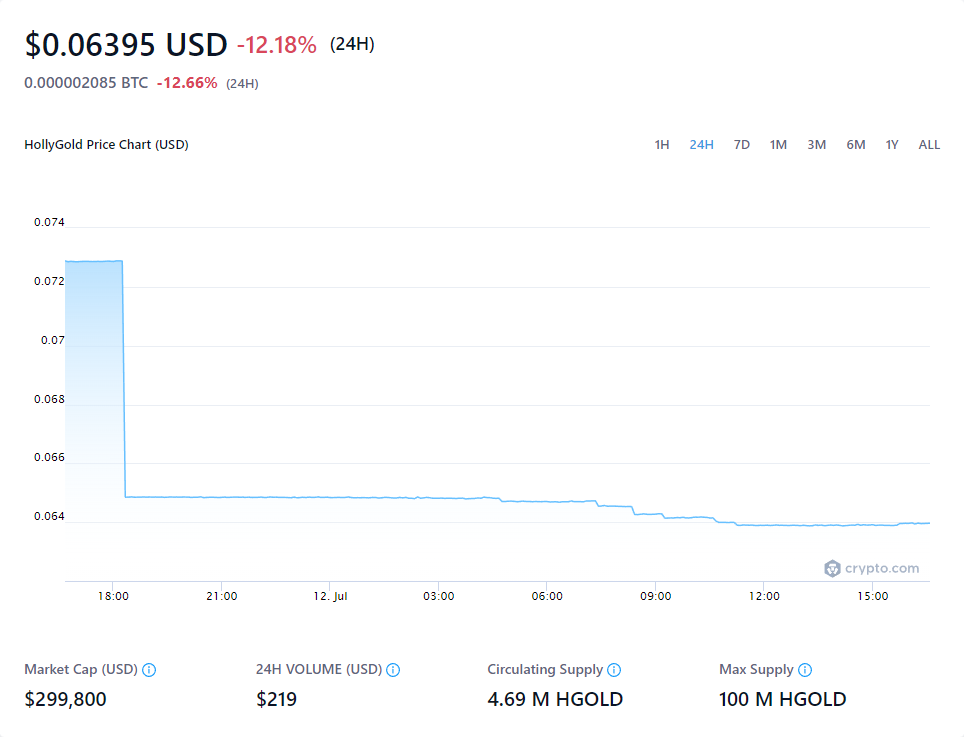 $0.06395 USD -12.18% (24H)
0.000002085 BTC -12.66% (24H)
HollyGold Price Chart (USD) 1H 24H 7D 1M 3M 6M 1Y ALL
0.074
0.072
0.07
0.068
0.066
0.064
crypto.com
18:00 21:00 12. Jul 03:00 06:00 09:00 12:00 15:00
Market Cap (USD) 24H VOLUME (USD) Circulating Supply Max Supply
$299,800 $219 4.69 M HGOLD 100 M HGOLD